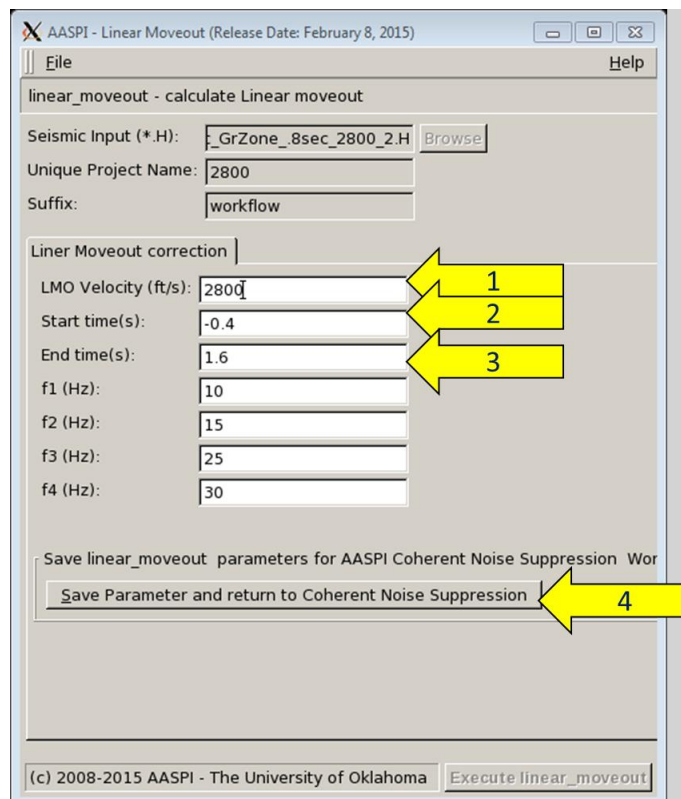 AASPI - Linear Moveout (Release Date: February 8, 2015)
File Help
linear_moveout - calculate Linear moveout
Seismic Input (*.H): :_GrZone_.8sec_2800_2.H Browse
Unique Project Name: 2800
Suffix: workflow
Liner Moveout correction
LMO Velocity (ft/s): 2800 1
Start time(s): -0.4 2
End time(s): 1.6 3
f1 (Hz): 10
f2 (Hz): 15
f3 (Hz): 25
f4 (Hz): 30
Save linear_moveout parameters for AASPI Coherent Noise Suppression Wor
Save Parameter and return to Coherent Noise Suppression 4
(c) 2008-2015 AASPI - The University of Oklahoma Execute linear_moveout